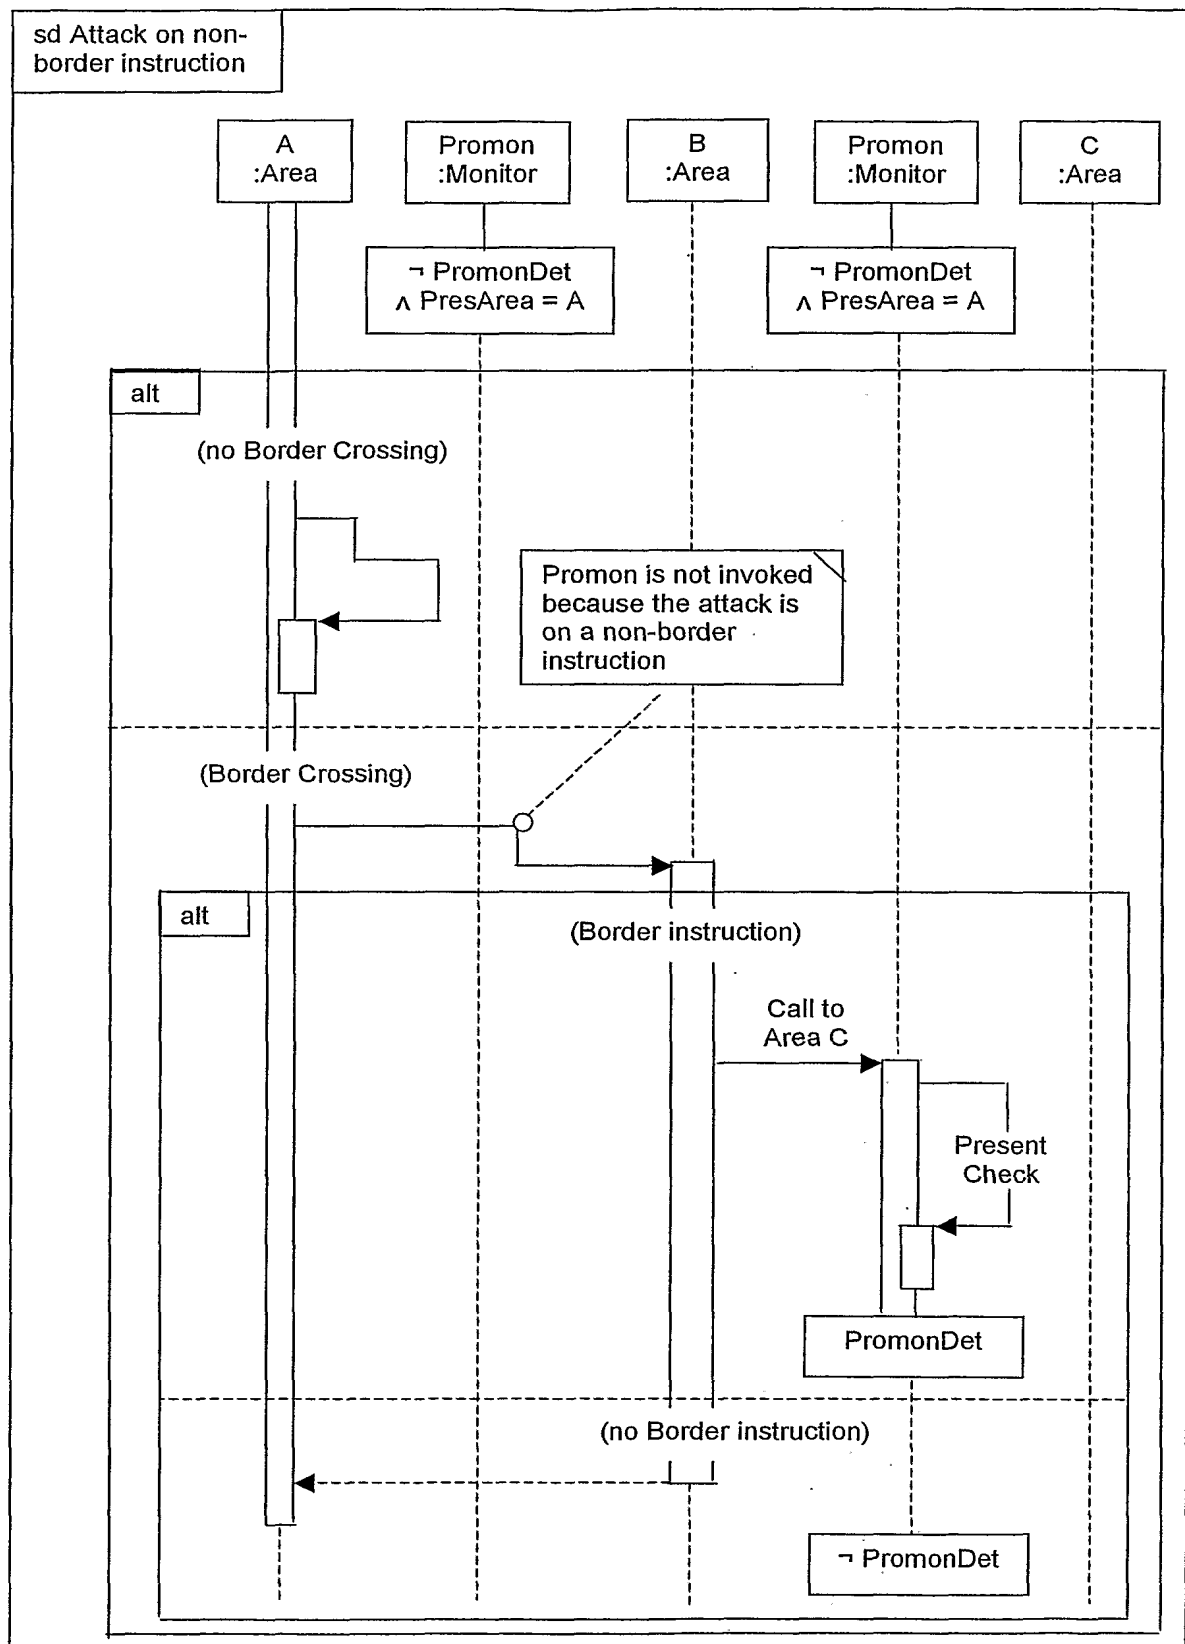 sd Attack on non-
border instruction
A
:Area
Promon
:Monitor
B
:Area
Promon
:Monitor
C
:Area
¬ PromonDet
∧ PresArea = A
¬ PromonDet
∧ PresArea = A
alt
(no Border Crossing)
Promon is not invoked
because the attack is
on a non-border
instruction
(Border Crossing)
alt
(Border instruction)
Call to
Area C
Present
Check
PromonDet
(no Border instruction)
¬ PromonDet